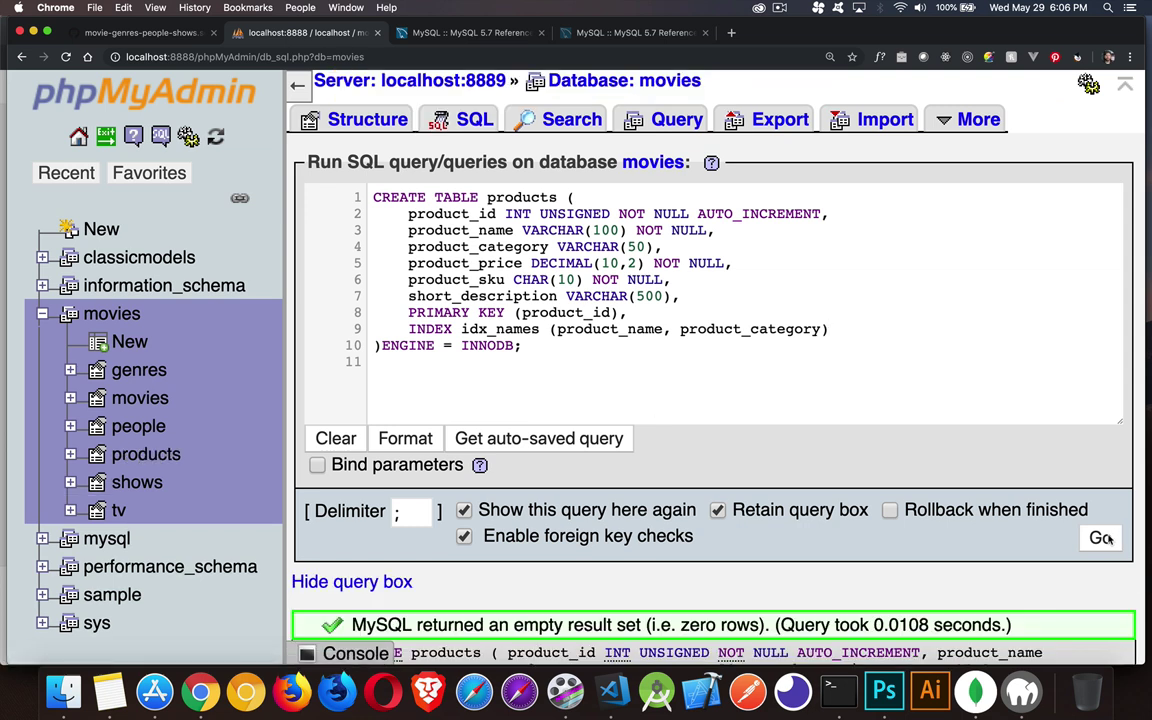 Chrome File Edit View History Bookmarks People Window Help 100% Wed May 29 6:06 PM
movie-genres-people-shows.s × localhost:8888 / localhost / mo × MySQL :: MySQL 5.7 Reference × MySQL :: MySQL 5.7 Reference × +
localhost:8888/phpMyAdmin/db_sql.php?db=movies
phpMyAdmin
Recent Favorites
New
classicmodels
information_schema
movies
New
genres
movies
people
products
shows
tv
mysql
performance_schema
sample
sys
Server: localhost:8889 » Database: movies
Structure SQL Search Query Export Import More
Run SQL query/queries on database movies:
1 CREATE TABLE products (
2 product_id INT UNSIGNED NOT NULL AUTO_INCREMENT,
3 product_name VARCHAR(100) NOT NULL,
4 product_category VARCHAR(50),
5 product_price DECIMAL(10,2) NOT NULL,
6 product_sku CHAR(10) NOT NULL,
7 short_description VARCHAR(500),
8 PRIMARY KEY (product_id),
9 INDEX idx_names (product_name, product_category)
10 )ENGINE = INNODB;
11
Clear Format Get auto-saved query
Bind parameters
[ Delimiter ; ] Show this query here again Retain query box Rollback when finished
Enable foreign key checks
Go
Hide query box
MySQL returned an empty result set (i.e. zero rows). (Query took 0.0108 seconds.)
Console
E products ( product_id INT UNSIGNED NOT NULL AUTO_INCREMENT, product_name
Ps Ai